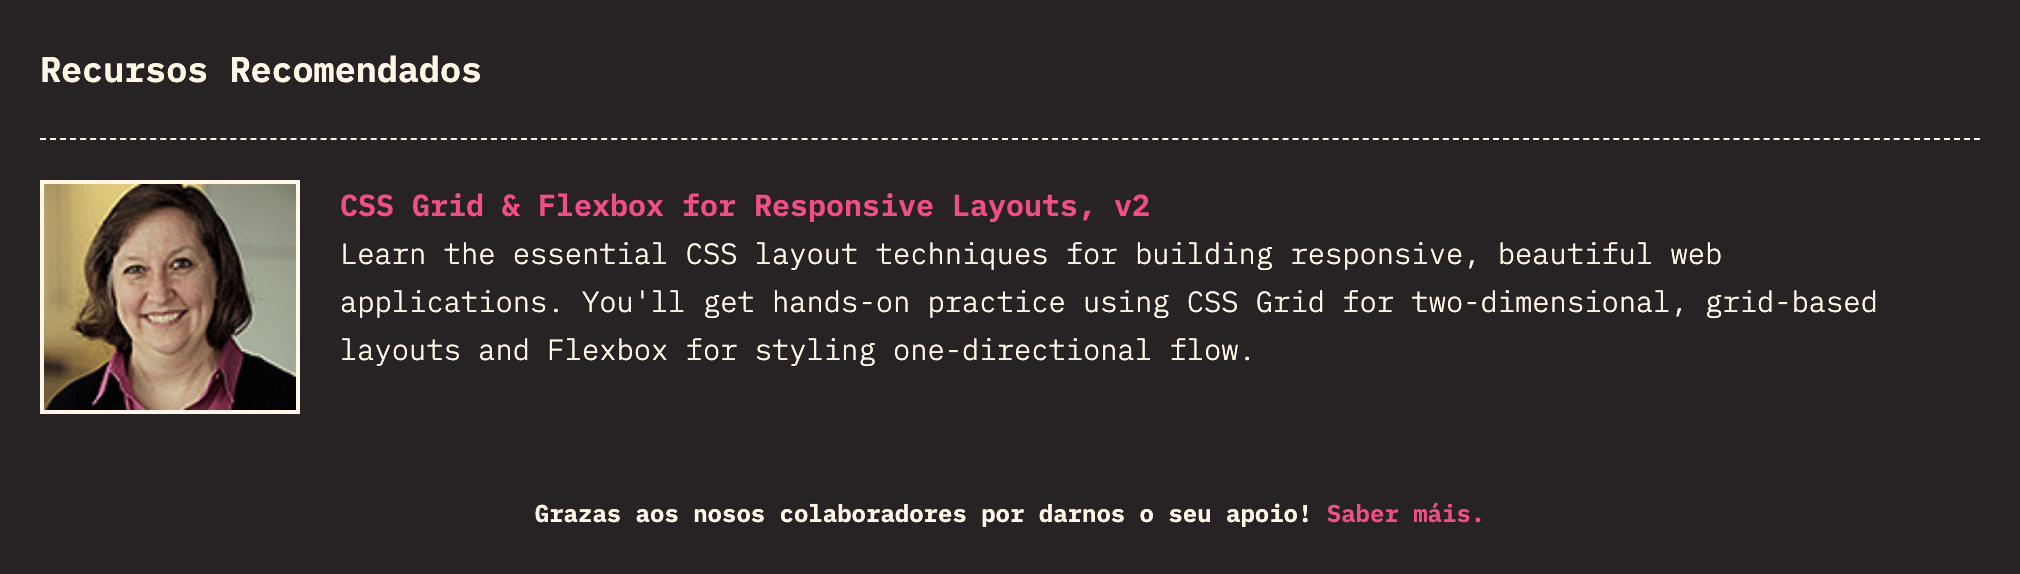 Recursos Recomendados
CSS Grid & Flexbox for Responsive Layouts, v2
Learn the essential CSS layout techniques for building responsive, beautiful web
applications. You'll get hands-on practice using CSS Grid for two-dimensional, grid-based
layouts and Flexbox for styling one-directional flow.
Grazas aos nosos colaboradores por darnos o seu apoio! Saber máis.